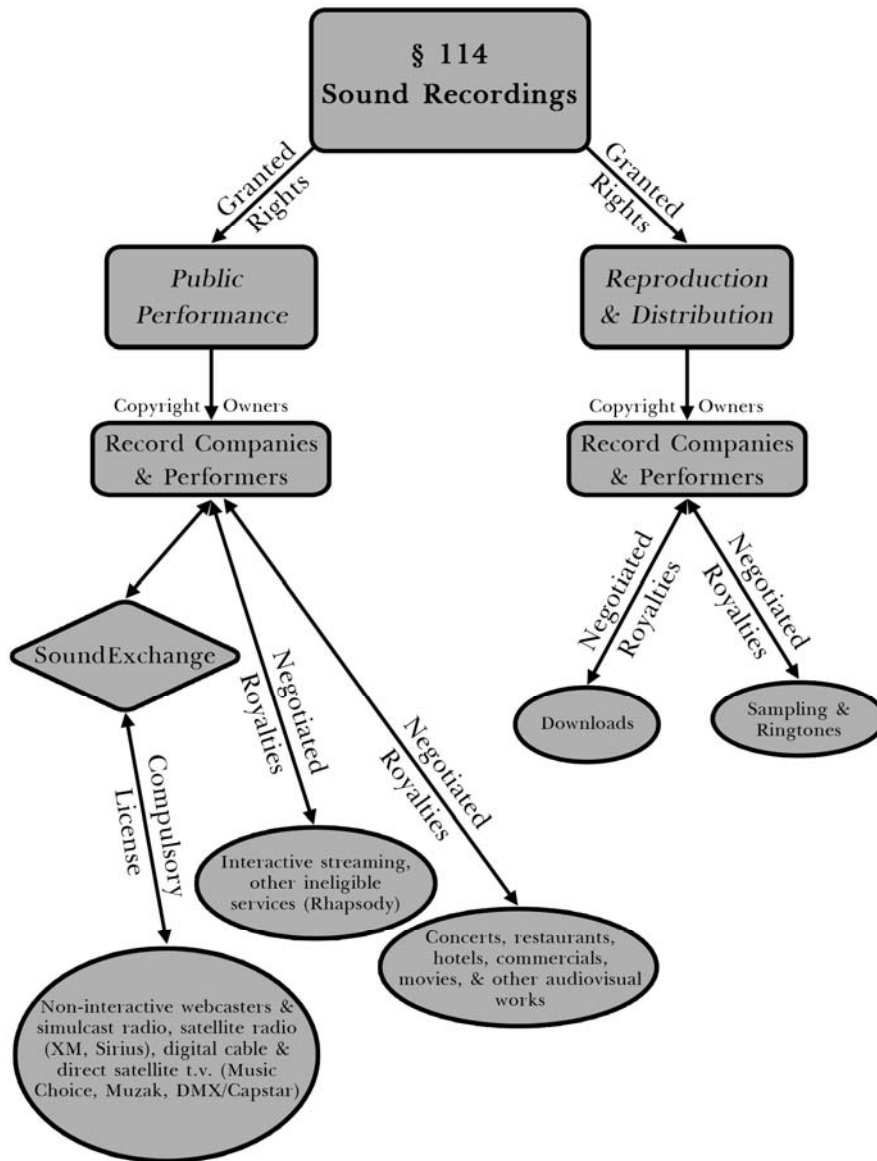 § 114
Sound Recordings
Granted
Rights
Granted
Rights
Public
Performance
Reproduction
& Distribution
Copyright Owners
Record Companies
& Performers
Copyright Owners
Record Companies
& Performers
SoundExchange
Negotiated
Royalties
Negotiated
Royalties
Negotiated
Royalties
Negotiated
Royalties
Downloads
Sampling &
Ringtones
Compulsory
License
Interactive streaming,
other ineligible
services (Rhapsody)
Concerts, restaurants,
hotels, commercials,
movies, & other audiovisual
works
Non-interactive webcasters &
simulcast radio, satellite radio
(XM, Sirius), digital cable &
direct satellite t.v. (Music
Choice, Muzak, DMX/Capstar)